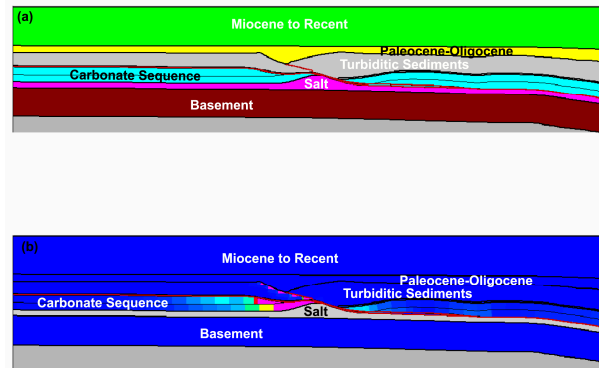 (a)
Miocene to Recent
Paleocene-Oligocene
Turbiditic Sediments
Carbonate Sequence
Salt
Basement
(b)
Miocene to Recent
Paleocene-Oligocene
Turbiditic Sediments
Carbonate Sequence
Salt
Basement